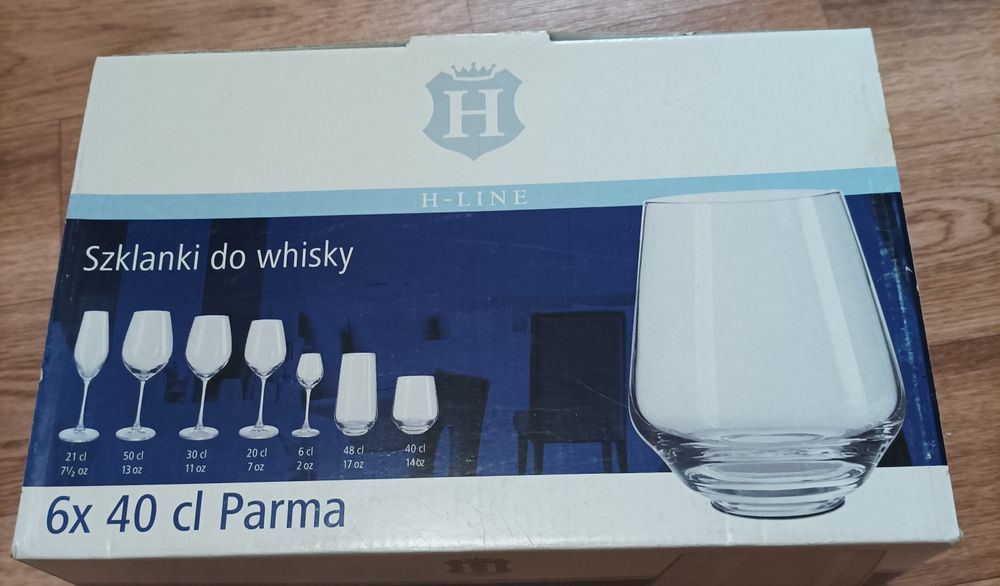 H
H-LINE
Szklanki do whisky
21 cl 50 cl 30 cl 20 cl 6 cl 48 cl 40 cl
7½ oz 13 oz 11 oz 7 oz 2 oz 17 oz 14 oz
6x 40 cl Parma
H